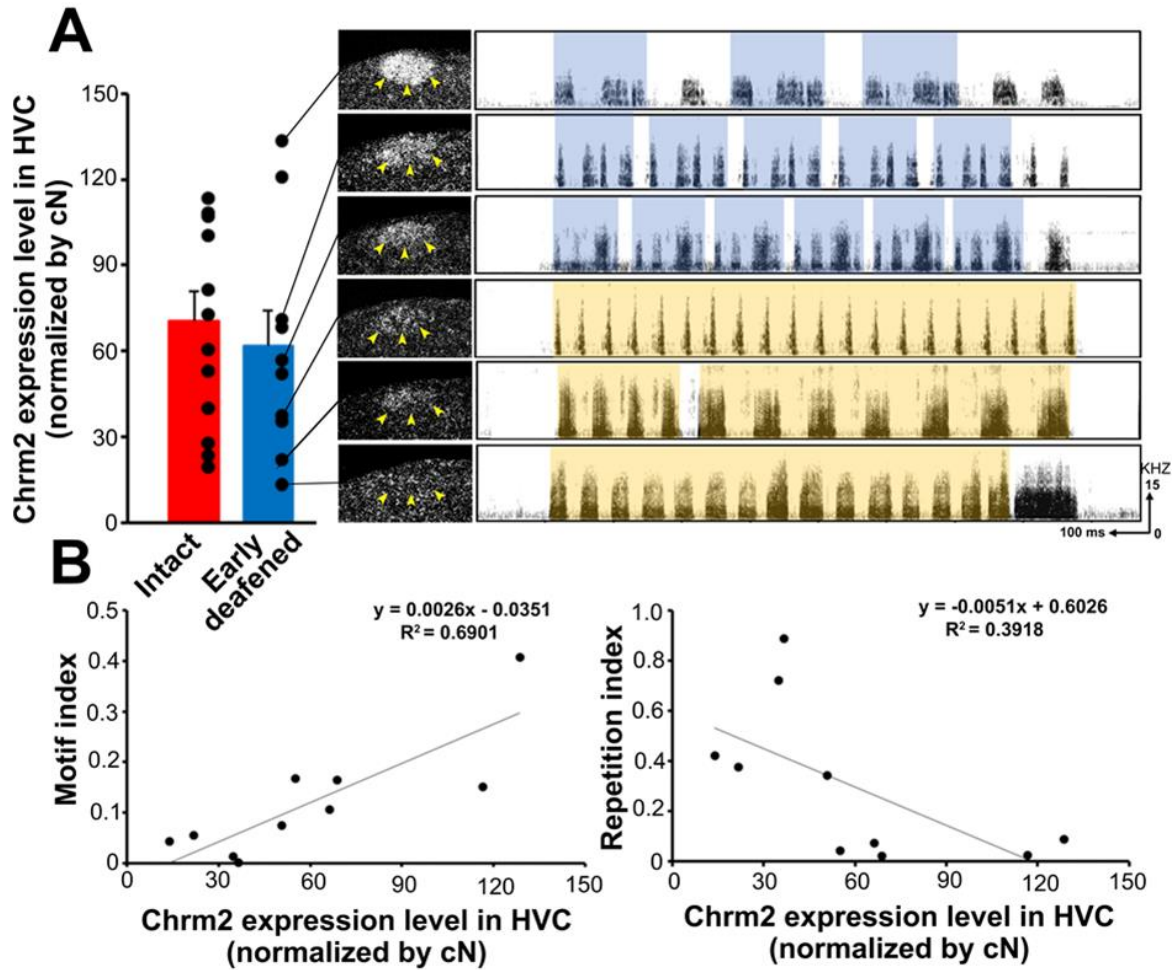 A
Chrm2 expression level in HVC
(normalized by cN)
150
120
90
60
30
0
Intact
Early
deafened
KHZ
15
0
100 ms
B
y = 0.0026x - 0.0351
R² = 0.6901
Motif index
0.5
0.4
0.3
0.2
0.1
0
0 30 60 90 120 150
Chrm2 expression level in HVC
(normalized by cN)
y = -0.0051x + 0.6026
R² = 0.3918
Repetition index
1.0
0.8
0.6
0.4
0.2
0
0 30 60 90 120 150
Chrm2 expression level in HVC
(normalized by cN)